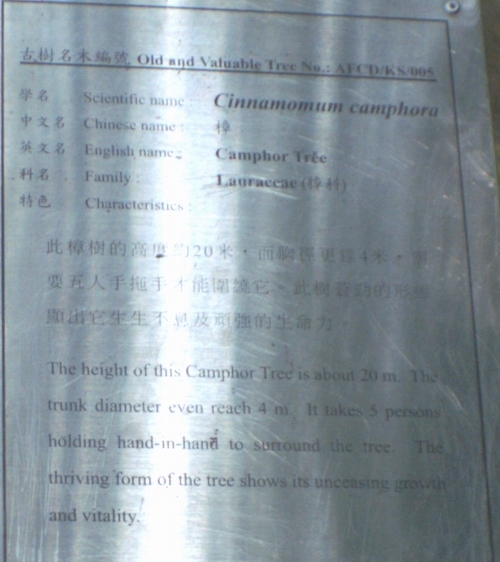 古樹名木編號 Old and Valuable Tree No.: AFCD/KS/005
學名 Scientific name : Cinnamomum camphora
中文名 Chinese name : 樟
英文名 English name : Camphor Tree
科名 Family : Lauraceae (樟科)
特色 Characteristics :
此樟樹的高度約20米，而胸徑更達4米，需
要五人手拖手才能圍繞它。此樹蒼勁的形態
顯出它生生不息及頑強的生命力。
The height of this Camphor Tree is about 20 m. The
trunk diameter even reach 4 m. It takes 5 persons
holding hand-in-hand to surround the tree. The
thriving form of the tree shows its unceasing growth
and vitality.